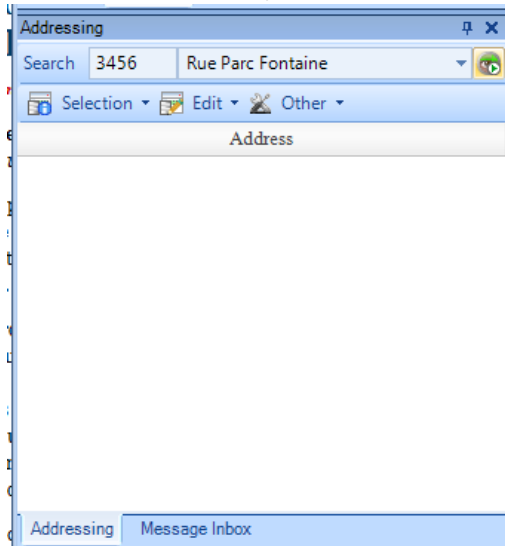 Addressing
Search 3456 Rue Parc Fontaine
Selection Edit Other
Address
Addressing Message Inbox